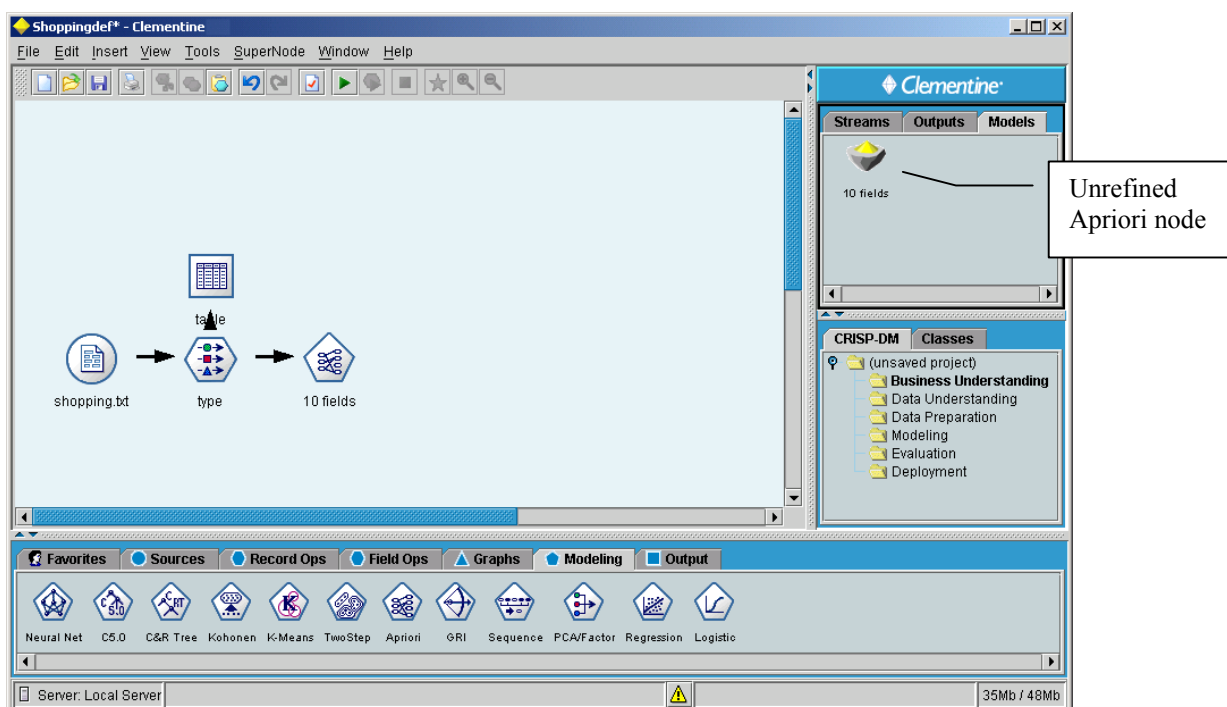 Shoppingdef* - Clementine
File Edit Insert View Tools SuperNode Window Help
Clementine
Streams Outputs Models
10 fields
Unrefined
Apriori node
table
shopping.txt type 10 fields
CRISP-DM Classes
(unsaved project)
Business Understanding
Data Understanding
Data Preparation
Modeling
Evaluation
Deployment
Favorites Sources Record Ops Field Ops Graphs Modeling Output
C5.0 CRT K
Neural Net C5.0 C&R Tree Kohonen K-Means TwoStep Apriori GRI Sequence PCA/Factor Regression Logistic
Server: Local Server 35Mb / 48Mb